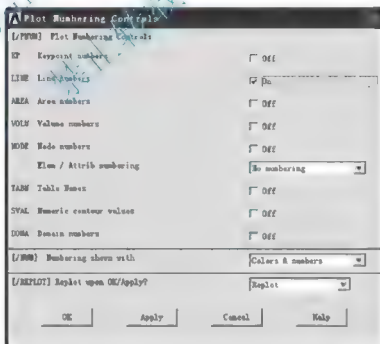 Plot Numbering Controls
[/PNUM] Plot Numbering Controls
KP Keypoint numbers Off
LINE Line numbers On
AREA Area numbers Off
VOLU Volume numbers Off
NODE Node numbers Off
Elem / Attrib numbering No numbering
TABN Table Names Off
SVAL Numeric contour values Off
DOMA Domain numbers Off
[/NUM] Numbering shown with Colors & numbers
[/REPLOT] Replot upon OK/Apply? Replot
OK Apply Cancel Help